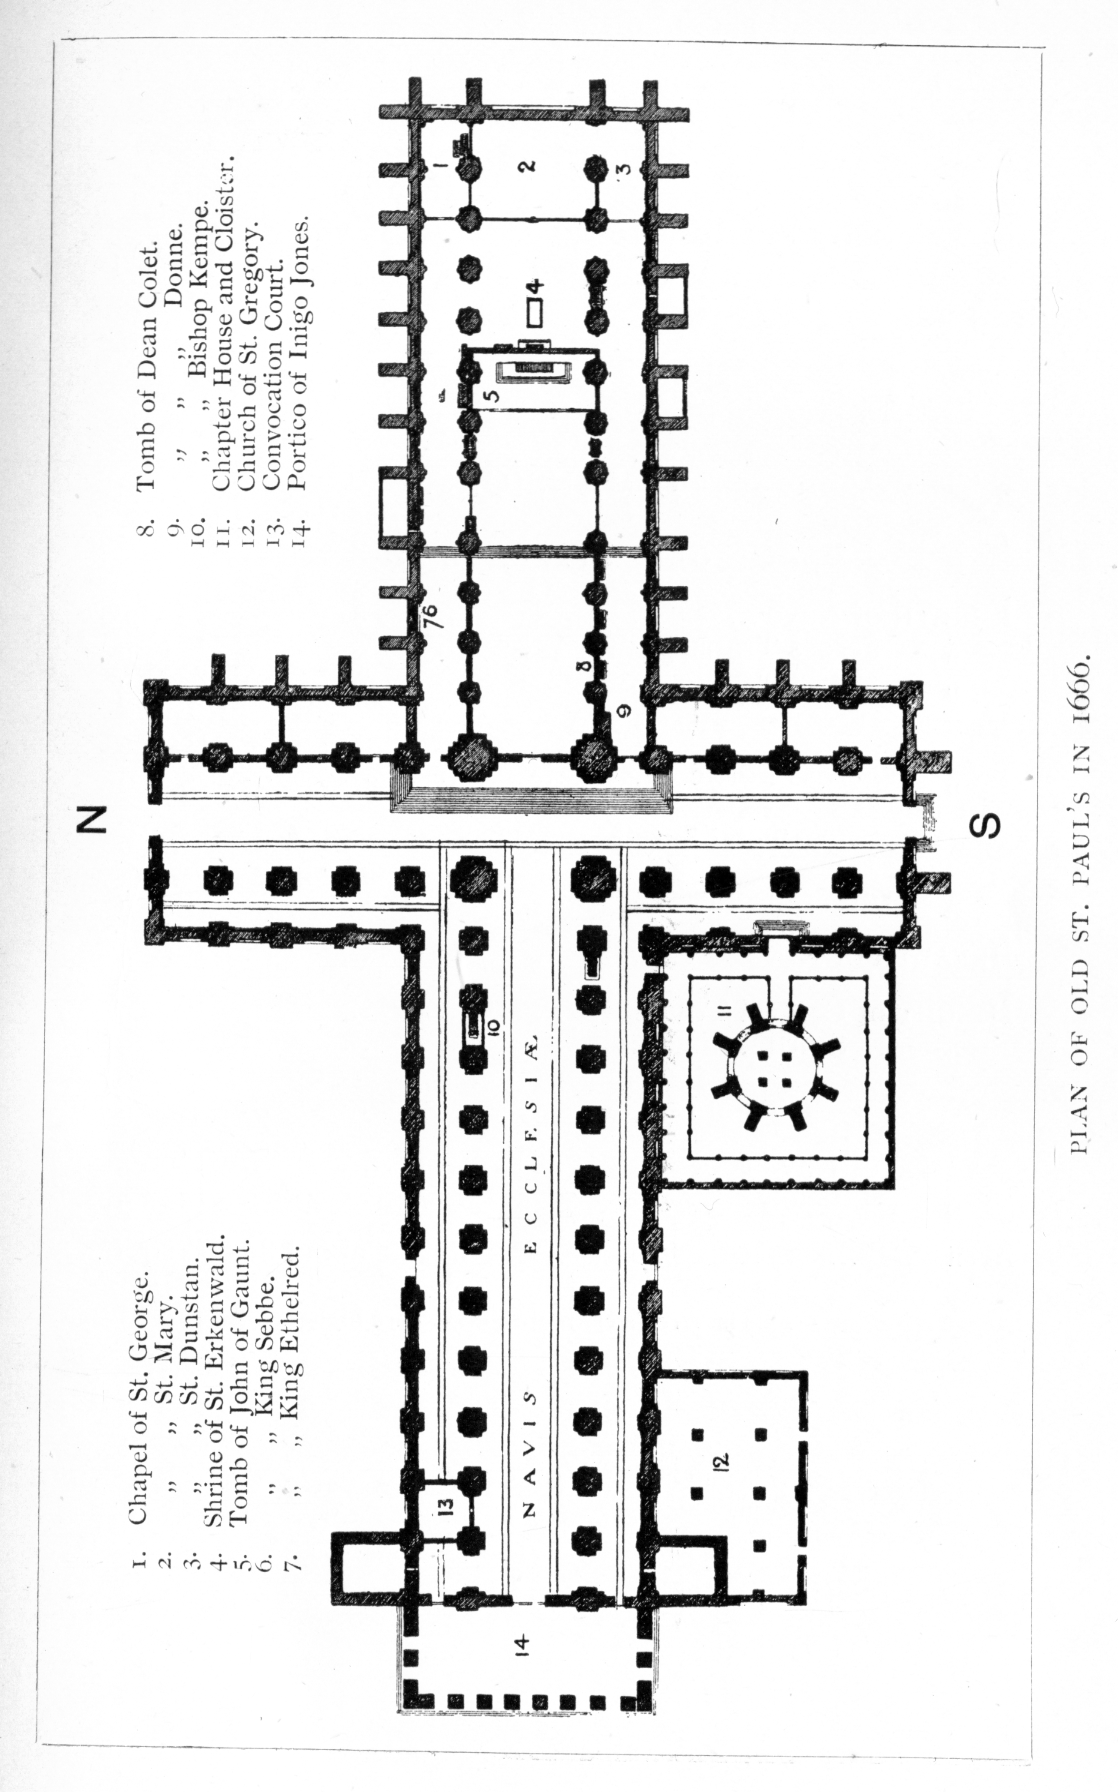 1. Chapel of St. George.
2. „ „ St. Mary.
3. „ „ St. Dunstan.
4. Shrine of St. Erkenwald.
5. Tomb of John of Gaunt.
6. „ „ King Sebbe.
7. „ „ King Ethelred.
8. Tomb of Dean Colet.
9. „ „ „ Donne.
10. „ „ Bishop Kempe.
11. Chapter House and Cloister.
12. Church of St. Gregory.
13. Convocation Court.
14. Portico of Inigo Jones.
N
S
1
2
3
4
5
7 6
8
9
10
11
12
13
14
NAVIS ECCLESIÆ
PLAN OF OLD ST. PAUL'S IN 1666.